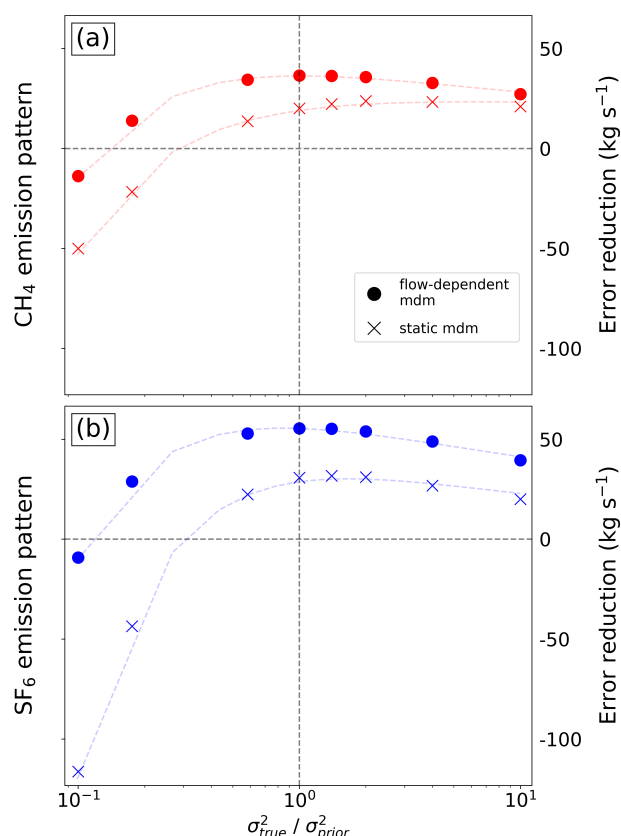 (a)
CH₄ emission pattern
50
0
-50
-100
Error reduction (kg s⁻¹)
flow-dependent
mdm
static mdm
(b)
SF₆ emission pattern
50
0
-50
-100
Error reduction (kg s⁻¹)
10⁻¹ 10⁰ 10¹
σ²true / σ²prior